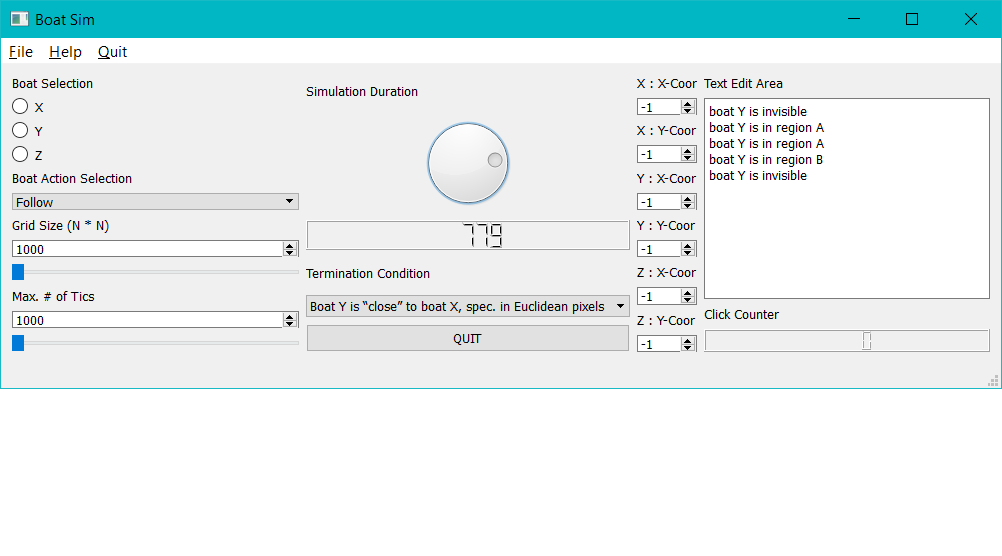 Boat Sim
File Help Quit
Boat Selection
X
Y
Z
Boat Action Selection
Follow
Grid Size (N * N)
1000
Max. # of Tics
1000
Simulation Duration
779
Termination Condition
Boat Y is “close” to boat X, spec. in Euclidean pixels
QUIT
X : X-Coor
-1
X : Y-Coor
-1
Y : X-Coor
-1
Y : Y-Coor
-1
Z : X-Coor
-1
Z : Y-Coor
-1
Text Edit Area
boat Y is invisible
boat Y is in region A
boat Y is in region A
boat Y is in region B
boat Y is invisible
Click Counter
0